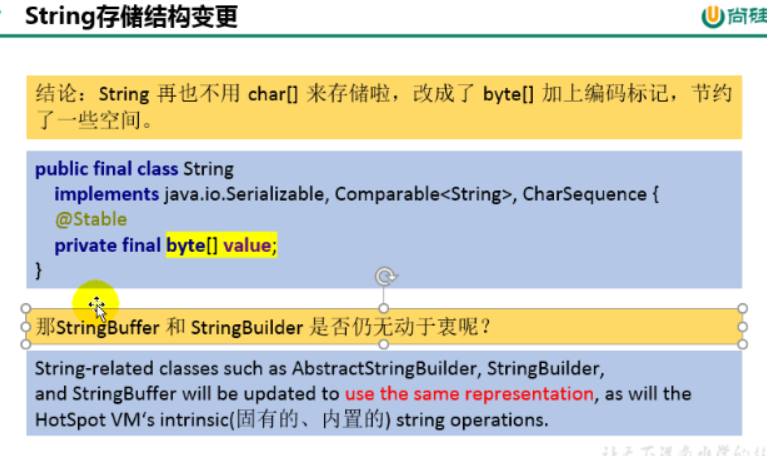 String存储结构变更
尚硅
结论：String 再也不用 char[] 来存储啦，改成了 byte[] 加上编码标记，节约
了一些空间。
public final class String
implements java.io.Serializable, Comparable<String>, CharSequence {
@Stable
private final byte[] value;
}
那StringBuffer 和 StringBuilder 是否仍无动于衷呢？
String-related classes such as AbstractStringBuilder, StringBuilder,
and StringBuffer will be updated to use the same representation, as will the
HotSpot VM‘s intrinsic(固有的、内置的) string operations.